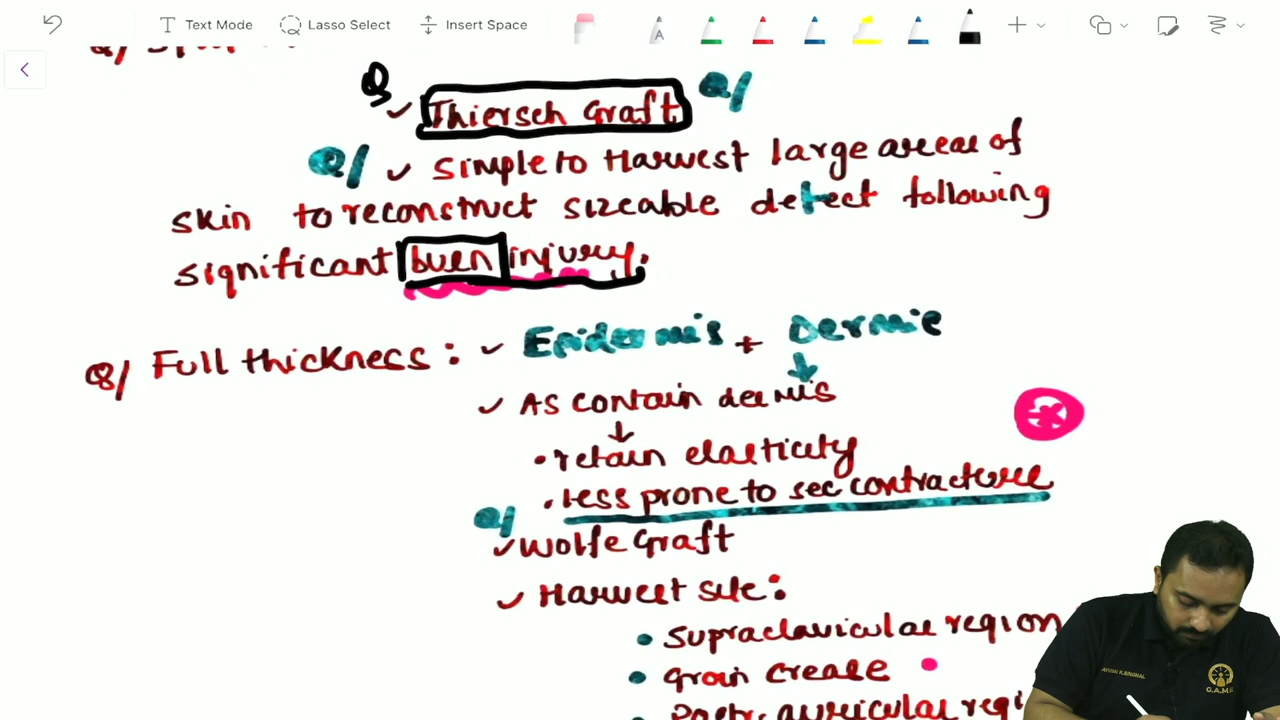 Text Mode Lasso Select Insert Space
Q/
Q ✓ Thiersch Graft Q/
Q/ ✓ Simple to Harvest large areas of
skin to reconstruct sizeable defect following
significant burn injury.
Q/ Full thickness : ✓ Epidermis + Dermis
↓
✓ AS contain dermis
↓
• retain elasticity
• less prone to sec contracture
Q/
✓ Wolfe Graft
✓ Harvest site :
• Supraclavicular region
• Groin crease •
auricular regi
G.A.M.S